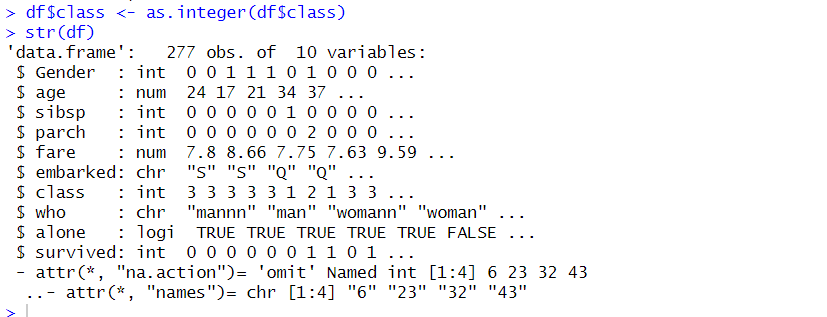 > df$class <- as.integer(df$class)
> str(df)
'data.frame':   277 obs. of  10 variables:
 $ Gender  : int  0 0 1 1 1 0 1 0 0 0 ...
 $ age     : num  24 17 21 34 37 ...
 $ sibsp   : int  0 0 0 0 0 1 0 0 0 0 ...
 $ parch   : int  0 0 0 0 0 0 2 0 0 0 ...
 $ fare    : num  7.8 8.66 7.75 7.63 9.59 ...
 $ embarked: chr  "S" "S" "Q" "Q" ...
 $ class   : int  3 3 3 3 3 1 2 1 3 3 ...
 $ who     : chr  "mannn" "man" "womann" "woman" ...
 $ alone   : logi  TRUE TRUE TRUE TRUE TRUE FALSE ...
 $ survived: int  0 0 0 0 0 0 1 1 0 1 ...
 - attr(*, "na.action")= 'omit' Named int [1:4] 6 23 32 43
  ..- attr(*, "names")= chr [1:4] "6" "23" "32" "43"
>